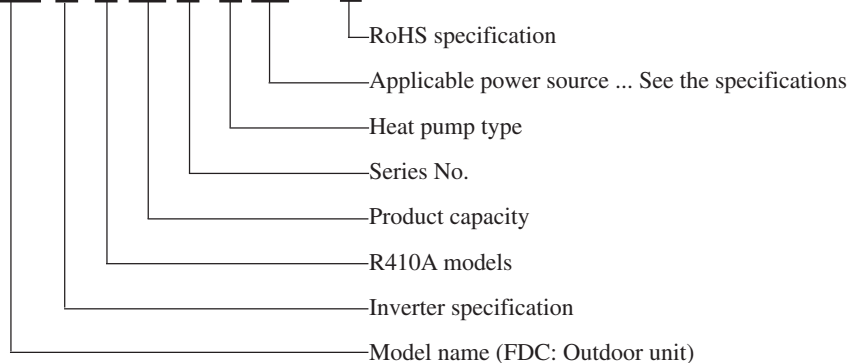 RoHS specification
Applicable power source ... See the specifications
Heat pump type
Series No.
Product capacity
R410A models
Inverter specification
Model name (FDC: Outdoor unit)